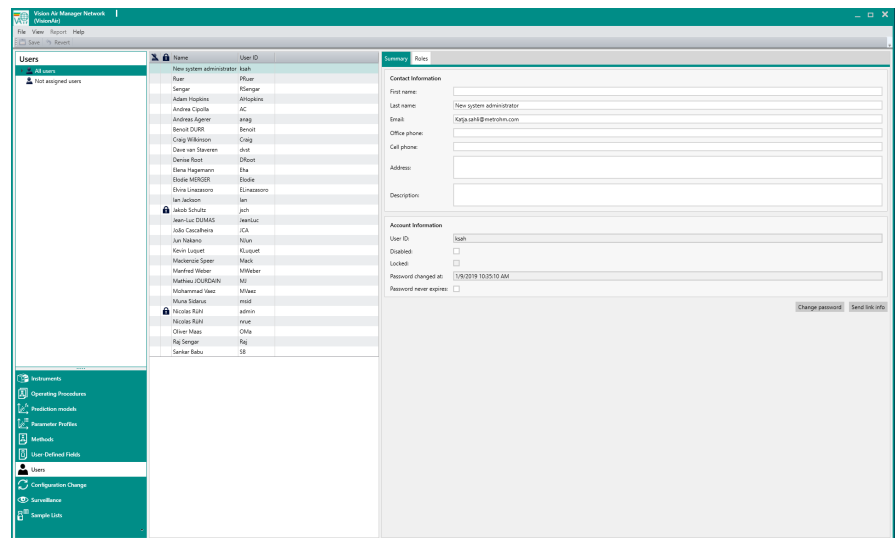 Vision Air Manager Network
(VisionAir)
File View Report Help
Save Revert
Users
All users
Not assigned users
Name User ID
New system administrator ksah
Ruer PRuer
Sengar RSengar
Adam Hopkins AHopkins
Andrea Cipolla AC
Andreas Agerer anag
Benoit DURR Benoit
Craig Wilkinson Craig
Dave van Staveren dvst
Denise Root DRoot
Elena Hagemann Eha
Elodie MERGER Elodie
Elvira Linazasoro ELinazasoro
Ian Jackson Ian
Jakob Schultz jsch
Jean-Luc DUMAS JeanLuc
João Cascalheira JCA
Jun Nakano NJun
Kevin Luquet KLuquet
Mackenzie Speer Mack
Manfred Weber MWeber
Mathieu JOURDAIN MJ
Mohammad Vaez MVaez
Muna Sidarus msid
Nicolas Rühl admin
Nicolas Rühl nrue
Oliver Maas OMa
Raj Sengar Raj
Sankar Babu SB
Summary Roles
Contact Information
First name:
Last name: New system administrator
Email: Katja.sahli@metrohm.com
Office phone:
Cell phone:
Address:
Description:
Account Information
User ID: ksah
Disabled:
Locked:
Password changed at: 1/9/2019 10:35:10 AM
Password never expires:
Change password Send link info
Instruments
Operating Procedures
Prediction models
Parameter Profiles
Methods
User-Defined Fields
Users
Configuration Change
Surveillance
Sample Lists